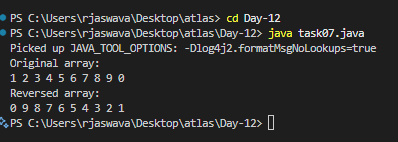 PS C:\Users\rjaswava\Desktop\atlas> cd Day-12
PS C:\Users\rjaswava\Desktop\atlas\Day-12> java task07.java
Picked up JAVA_TOOL_OPTIONS: -Dlog4j2.formatMsgNoLookups=true
Original array:
1 2 3 4 5 6 7 8 9 0
Reversed array:
0 9 8 7 6 5 4 3 2 1
PS C:\Users\rjaswava\Desktop\atlas\Day-12>